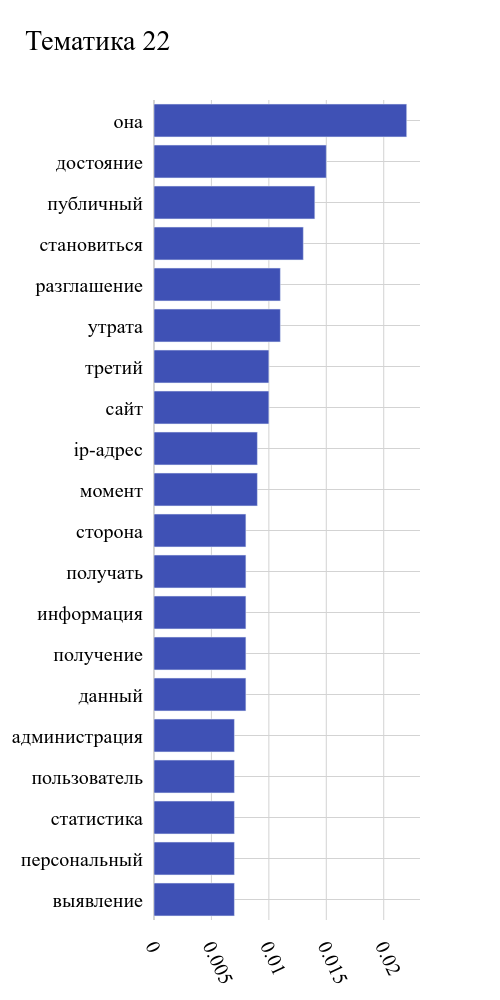 Тематика 22
она
достояние
публичный
становиться
разглашение
утрата
третий
сайт
ip-адрес
момент
сторона
получать
информация
получение
данный
администрация
пользователь
статистика
персональный
выявление
0
0.005
0.01
0.015
0.02